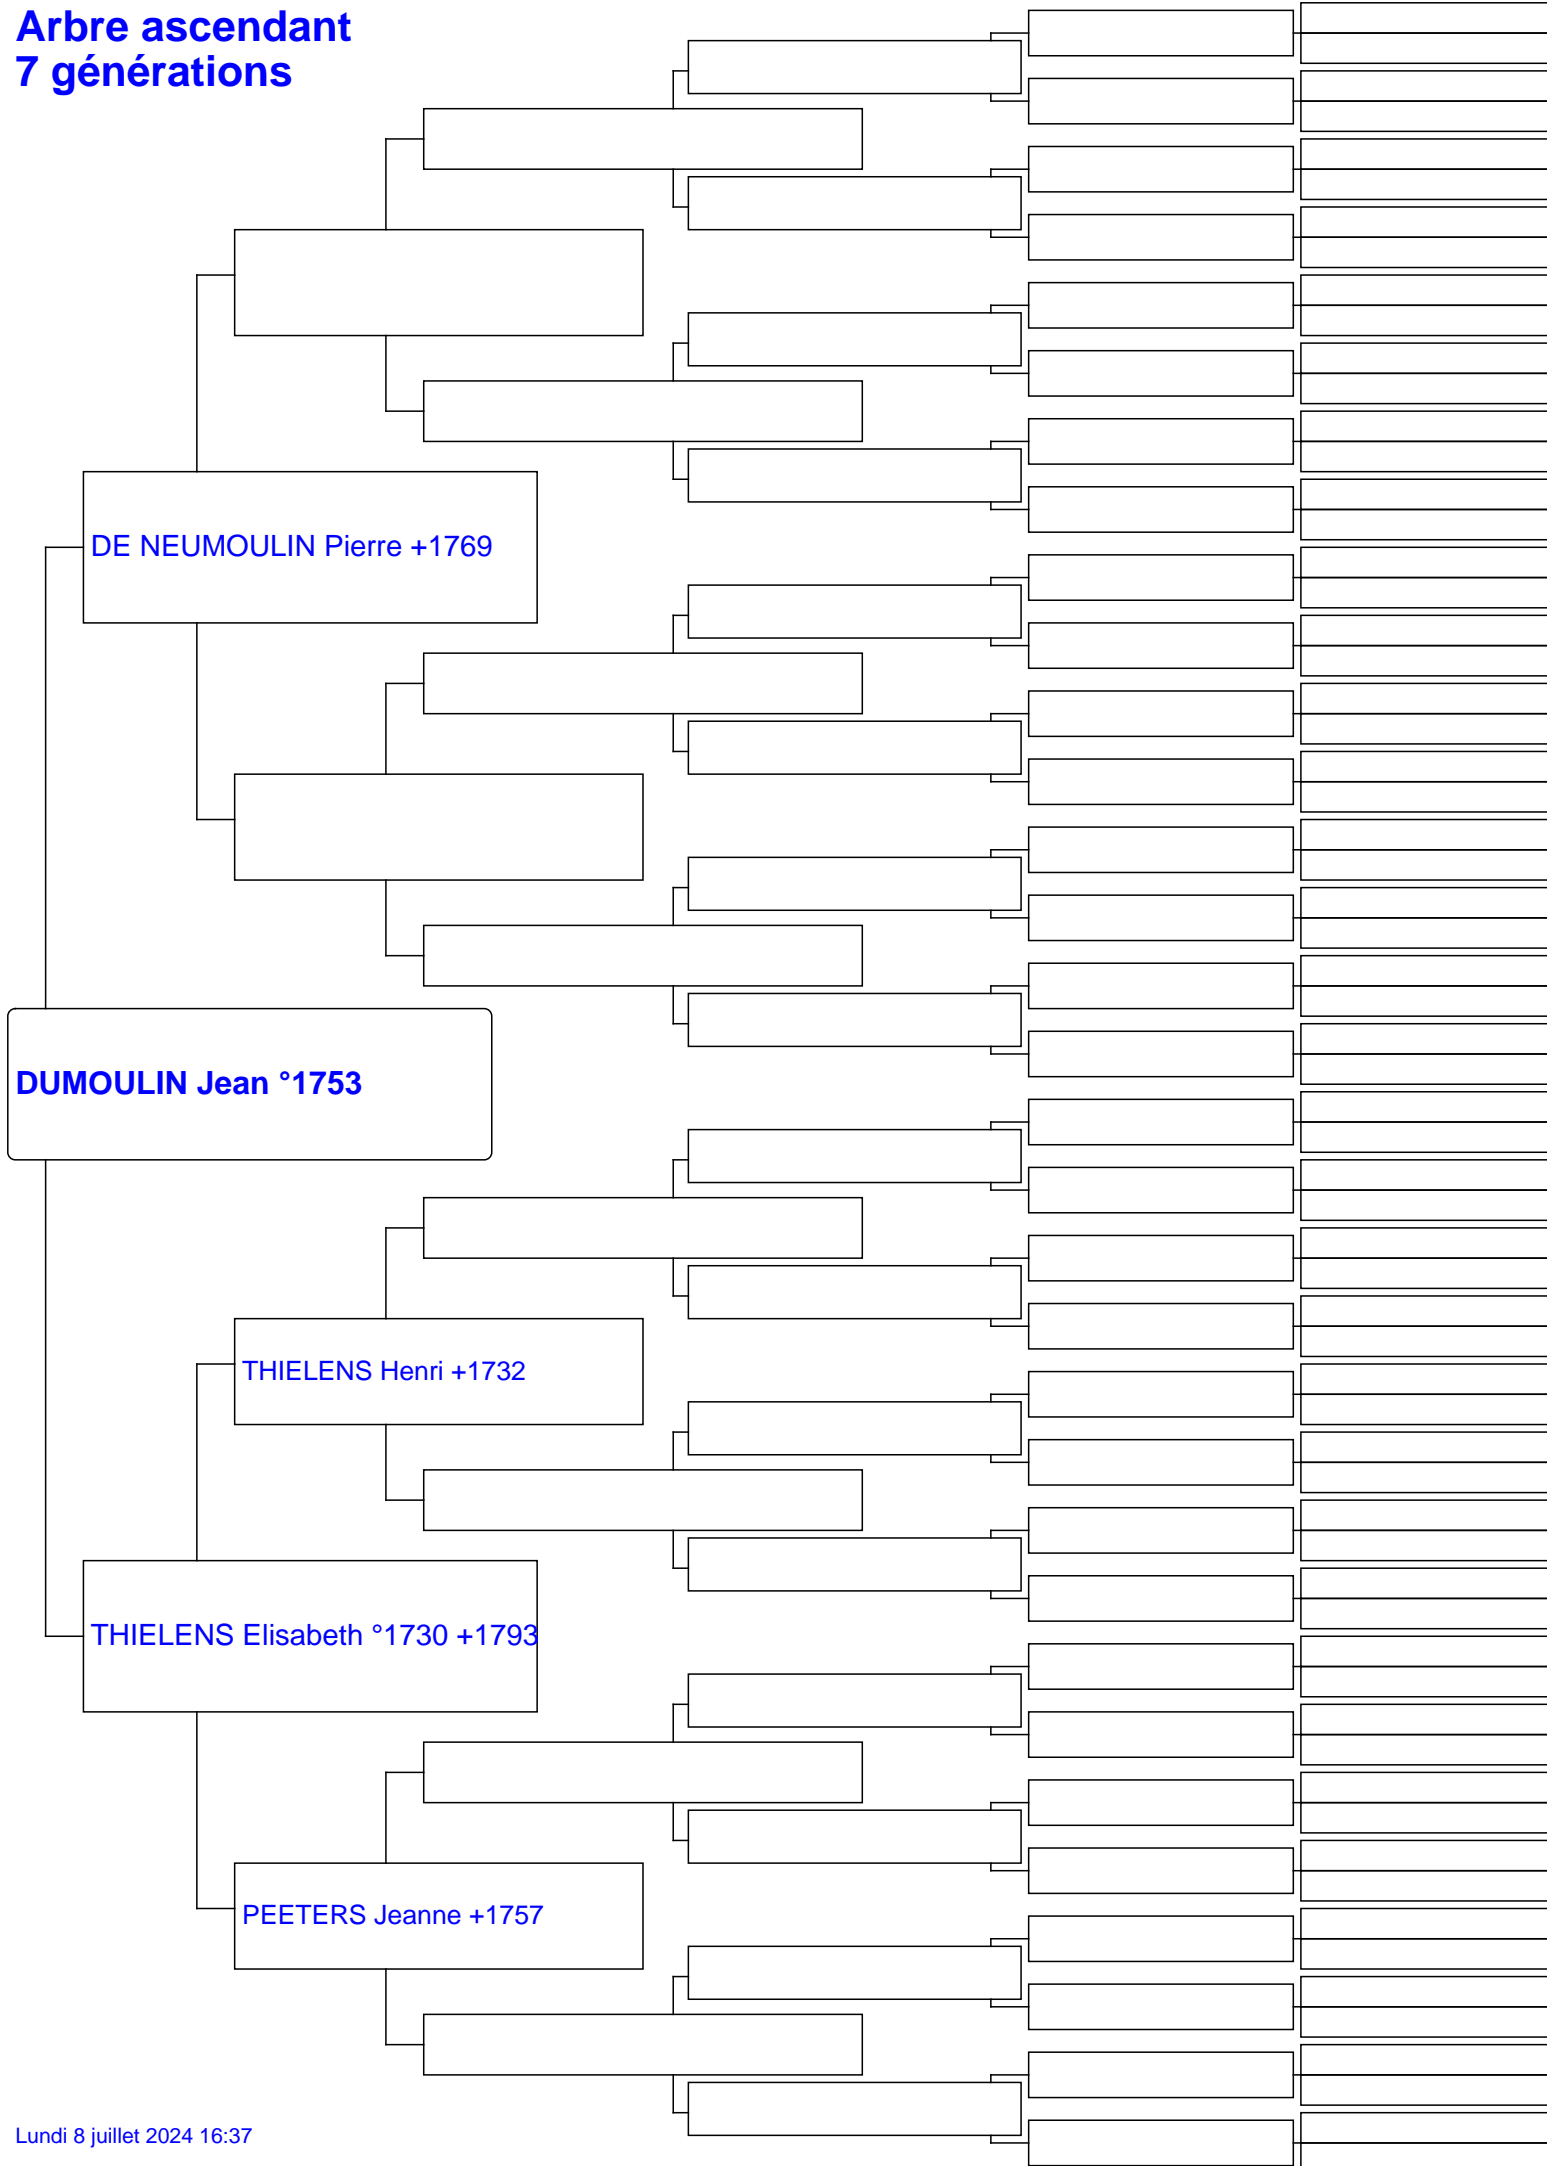 Arbre ascendant
7 générations
DE NEUMOULIN Pierre +1769
DUMOULIN Jean °1753
THIELENS Henri +1732
THIELENS Elisabeth °1730 +1793
PEETERS Jeanne +1757
Lundi 8 juillet 2024 16:37